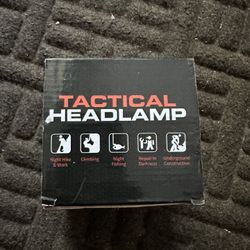 TACTICAL
HEADLAMP
Night Hike
& Work
Climbing
Night
Fishing
Repair In
Darkness
Underground
Construction